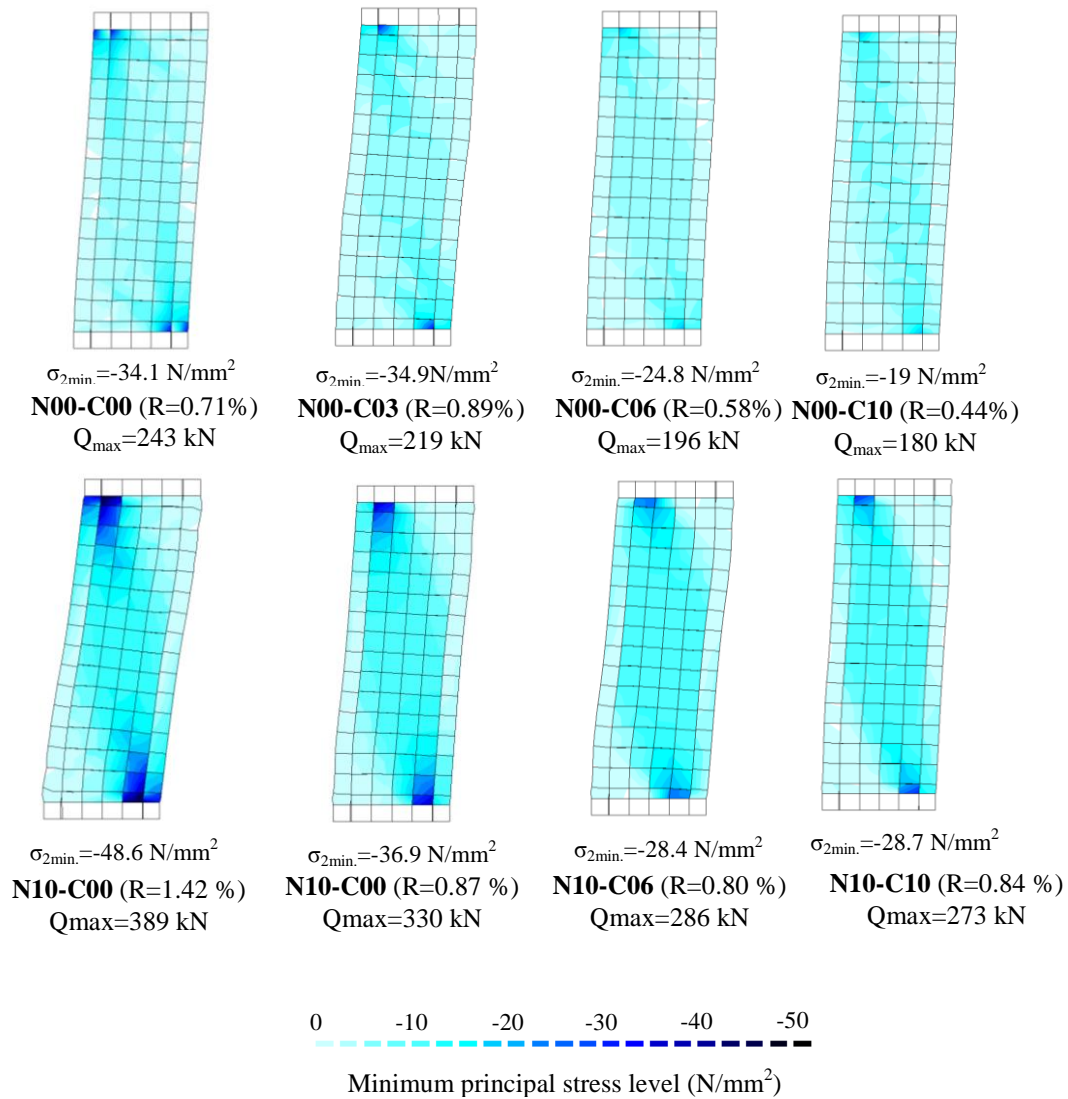 σ2min.=-34.1 N/mm²
N00-C00 (R=0.71%)
Qmax=243 kN
σ2min.=-34.9N/mm²
N00-C03 (R=0.89%)
Qmax=219 kN
σ2min.=-24.8 N/mm²
N00-C06 (R=0.58%)
Qmax=196 kN
σ2min.=-19 N/mm²
N00-C10 (R=0.44%)
Qmax=180 kN
σ2min.=-48.6 N/mm²
N10-C00 (R=1.42 %)
Qmax=389 kN
σ2min.=-36.9 N/mm²
N10-C00 (R=0.87 %)
Qmax=330 kN
σ2min.=-28.4 N/mm²
N10-C06 (R=0.80 %)
Qmax=286 kN
σ2min.=-28.7 N/mm²
N10-C10 (R=0.84 %)
Qmax=273 kN
0 -10 -20 -30 -40 -50
Minimum principal stress level (N/mm²)